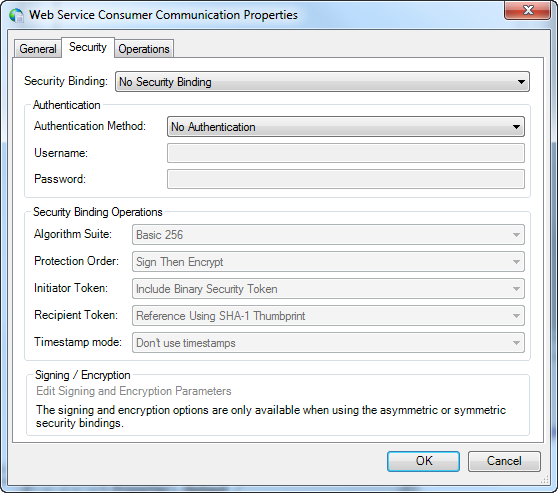 Web Service Consumer Communication Properties
General Security Operations
Security Binding: No Security Binding
Authentication
Authentication Method: No Authentication
Username:
Password:
Security Binding Operations
Algorithm Suite: Basic 256
Protection Order: Sign Then Encrypt
Initiator Token: Include Binary Security Token
Recipient Token: Reference Using SHA-1 Thumbprint
Timestamp mode: Don't use timestamps
Signing / Encryption
Edit Signing and Encryption Parameters
The signing and encryption options are only available when using the asymmetric or symmetric
security bindings.
OK Cancel